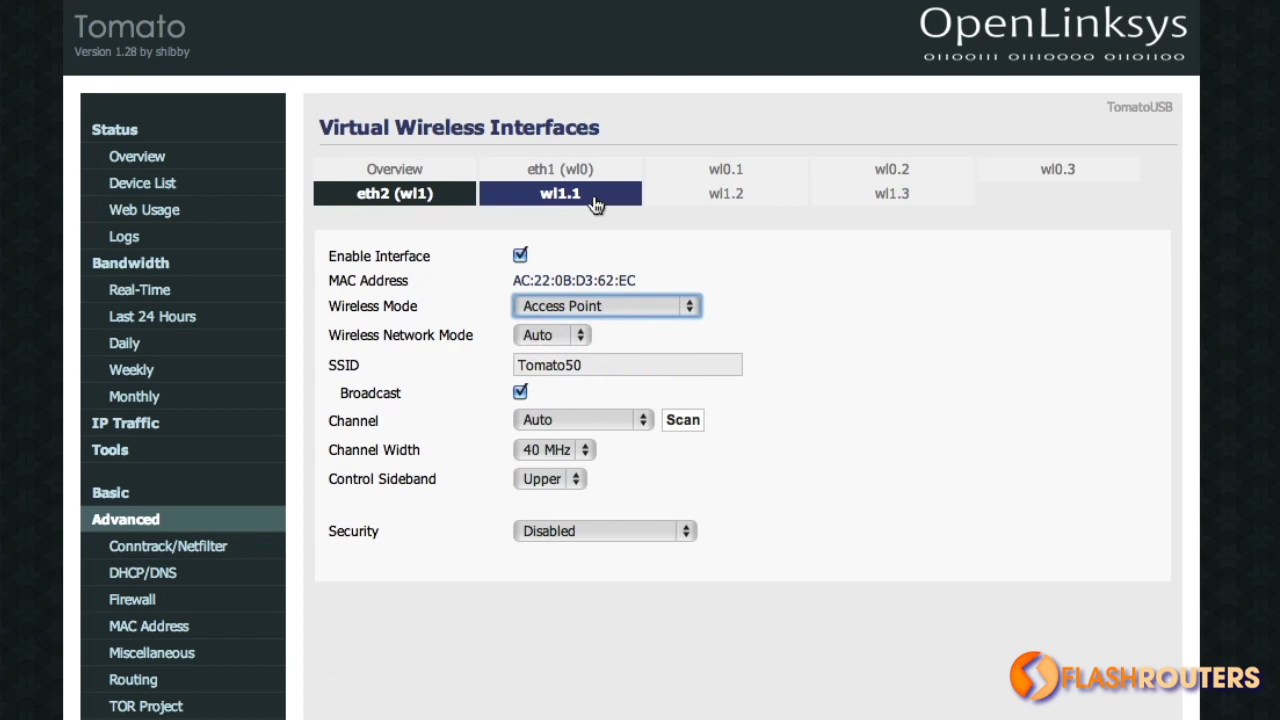 Tomato
Version 1.28 by shibby
OpenLinksys
01100111 01110000 01101100
Status
Overview
Device List
Web Usage
Logs
Bandwidth
Real-Time
Last 24 Hours
Daily
Weekly
Monthly
IP Traffic
Tools
Basic
Advanced
Conntrack/Netfilter
DHCP/DNS
Firewall
MAC Address
Miscellaneous
Routing
TOR Project
TomatoUSB
Virtual Wireless Interfaces
Overview eth1 (wl0) wl0.1 wl0.2 wl0.3
eth2 (wl1) wl1.1 wl1.2 wl1.3
Enable Interface
MAC Address AC:22:0B:D3:62:EC
Wireless Mode Access Point
Wireless Network Mode Auto
SSID Tomato50
Broadcast
Channel Auto Scan
Channel Width 40 MHz
Control Sideband Upper
Security Disabled
FLASHROUTERS